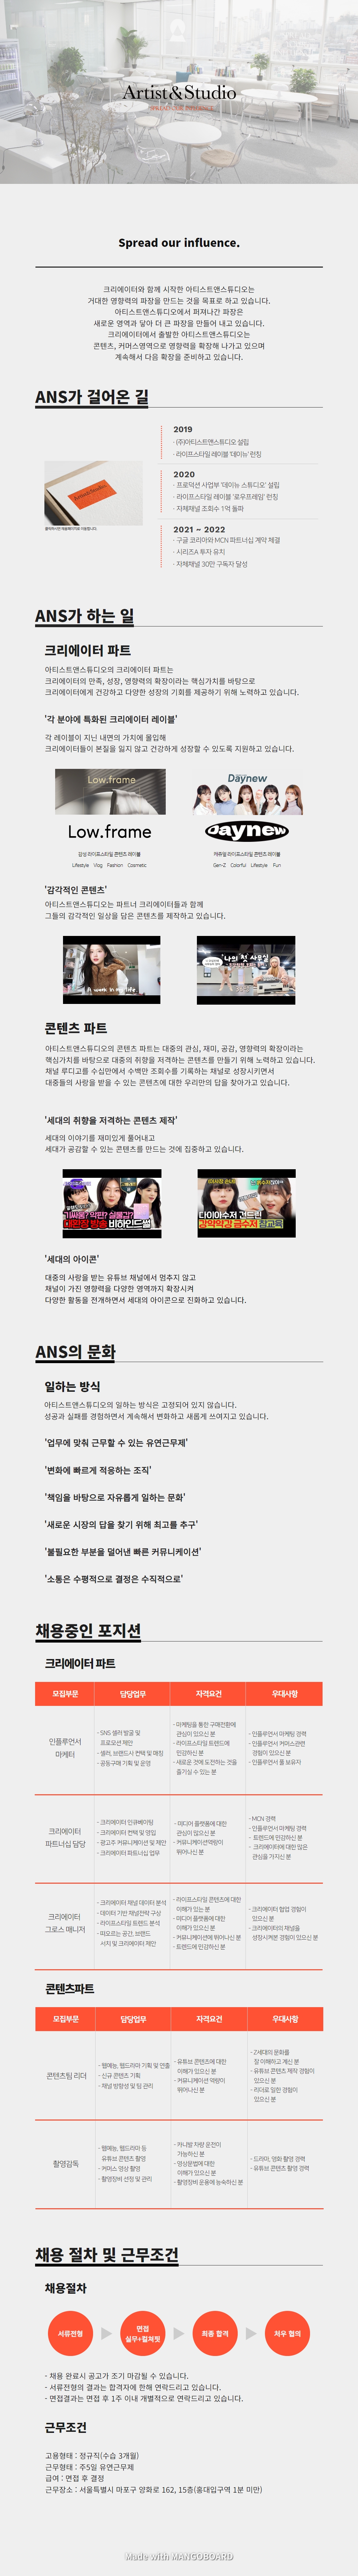 Artist&Studio
Spread our influence.
크리에이터와 함께 시작한 아티스트앤스튜디오는
거대한 영향력의 파장을 만드는 것을 목표로 하고 있습니다.
아티스트앤스튜디오에서 퍼져나간 파장은
새로운 영역과 닿아 더 큰 파장을 만들어 내고 있습니다.
크리에이터에서 출발한 아티스트앤스튜디오는
콘텐츠, 커머스영역으로 영향력을 확장해 나가고 있으며
계속해서 다음 확장을 준비하고 있습니다.
ANS가 걸어온 길
2019
· (주)아티스트앤스튜디오 설립
· 라이프스타일 레이블 '데이뉴' 런칭
2020
· 프로덕션 사업부 '데이뉴 스튜디오' 설립
· 라이프스타일 레이블 '로우프레임' 런칭
· 자체채널 조회수 1억 돌파
2021 ~ 2022
· 구글 코리아와 MCN 파트너십 계약 체결
· 시리즈A 투자 유치
· 자체채널 30만 구독자 달성
ANS가 하는 일
크리에이터 파트
아티스트앤스튜디오의 크리에이터 파트는
크리에이터의 만족, 성장, 영향력의 확장이라는 핵심가치를 바탕으로
크리에이터에게 건강하고 다양한 성장의 기회를 제공하기 위해 노력하고 있습니다.
'각 분야에 특화된 크리에이터 레이블'
각 레이블이 지닌 내면의 가치에 몰입해
크리에이터들이 본질을 잃지 않고 건강하게 성장할 수 있도록 지원하고 있습니다.
Low.frame
Daynew
Low.frame
Daynew
감성 라이프스타일 콘텐츠 레이블
캐쥬얼 라이프스타일 콘텐츠 레이블
Lifestyle Vlog Fashion Cosmetic
Gen-Z Colorful Lifestyle Fun
'감각적인 콘텐츠'
아티스트앤스튜디오는 파트너 크리에이터들과 함께
그들의 감각적인 일상을 담은 콘텐츠를 제작하고 있습니다.
A week in my life
콘텐츠 파트
아티스트앤스튜디오의 콘텐츠 파트는 대중의 관심, 재미, 공감, 영향력의 확장이라는
핵심가치를 바탕으로 대중의 취향을 저격하는 콘텐츠를 만들기 위해 노력하고 있습니다.
채널 루디고를 수십만에서 수백만 조회수를 기록하는 채널로 성장시키면서
대중들의 사랑을 받을 수 있는 콘텐츠에 대한 우리만의 답을 찾아가고 있습니다.
'세대의 취향을 저격하는 콘텐츠 제작'
세대의 이야기를 재미있게 풀어내고
세대가 공감할 수 있는 콘텐츠를 만드는 것에 집중하고 있습니다.
다이아수저 건드린
'세대의 아이콘'
대중의 사랑을 받는 유튜브 채널에서 멈추지 않고
채널이 가진 영향력을 다양한 영역까지 확장시켜
다양한 활동을 전개하면서 세대의 아이콘으로 진화하고 있습니다.
ANS의 문화
일하는 방식
아티스트앤스튜디오의 일하는 방식은 고정되어 있지 않습니다.
성공과 실패를 경험하면서 계속해서 변화하고 새롭게 쓰여지고 있습니다.
'업무에 맞춰 근무할 수 있는 유연근무제'
'변화에 빠르게 적응하는 조직'
'책임을 바탕으로 자유롭게 일하는 문화'
'새로운 시장의 답을 찾기 위해 최고를 추구'
'불필요한 부분을 덜어낸 빠른 커뮤니케이션'
'소통은 수평적으로 결정은 수직적으로'
채용중인 포지션
크리에이터 파트
모집부문 담당업무 자격요건 우대사항
인플루언서
마케터
- SNS 셀러 발굴 및
프로모션 제안
- 셀러, 브랜드사 컨택 및 매칭
- 공동구매 기획 및 운영
- 마케팅을 통한 구매전환에
관심이 있으신 분
- 라이프스타일 트렌드에
민감하신 분
- 새로운 것에 도전하는 것을
즐기실 수 있는 분
- 인플루언서 마케팅 경력
- 인플루언서 커머스관련
경험이 있으신 분
- 인플루언서 풀 보유자
크리에이터
파트너십 담당
- 크리에이터 인큐베이팅
- 크리에이터 컨택 및 영입
- 광고주 커뮤니케이션 및 제안
- 크리에이터 파트너십 업무
- 미디어 플랫폼에 대한
관심이 많으신 분
- 커뮤니케이션역량이
뛰어나신 분
- MCN 경력
- 인플루언서 마케팅 경력
- 트렌드에 민감하신 분
- 크리에이터에 대한 많은
관심을 가지신 분
크리에이터
그로스 매니저
- 크리에이터 채널 데이터 분석
- 데이터 기반 채널전략 구상
- 라이프스타일 트렌드 분석
- 떠오르는 공간, 브랜드
서치 및 크리에이터 제안
- 라이프스타일 콘텐츠에 대한
이해가 있는 분
- 미디어 플랫폼에 대한
이해가 있으신 분
- 커뮤니케이션에 뛰어나신 분
- 트렌드에 민감하신 분
- 크리에이터 협업 경험이
있으신 분
- 크리에이터의 채널을
성장시켜본 경험이 있으신 분
콘텐츠파트
모집부문 담당업무 자격요건 우대사항
콘텐츠팀 리더
- 웹예능, 웹드라마 기획 및 연출
- 신규 콘텐츠 기획
- 채널 방향성 및 팀 관리
- 유튜브 콘텐츠에 대한
이해가 있으신 분
- 커뮤니케이션 역량이
뛰어나신 분
- Z세대의 문화를
잘 이해하고 계신 분
- 유튜브 콘텐츠 제작 경험이
있으신 분
- 리더로 일한 경험이
있으신 분
촬영감독
- 웹예능, 웹드라마 등
유튜브 콘텐츠 촬영
- 커머스 영상 촬영
- 촬영장비 선정 및 관리
- 카니발 차량 운전이
가능하신 분
- 영상문법에 대한
이해가 있으신 분
- 촬영장비 운용에 능숙하신 분
- 드라마, 영화 촬영 경력
- 유튜브 콘텐츠 촬영 경력
채용 절차 및 근무조건
채용절차
서류전형
면접
실무+컬쳐핏
최종 합격
처우 협의
- 채용 완료시 공고가 조기 마감될 수 있습니다.
- 서류전형의 결과는 합격자에 한해 연락드리고 있습니다.
- 면접결과는 면접 후 1주 이내 개별적으로 연락드리고 있습니다.
근무조건
고용형태 : 정규직(수습 3개월)
근무형태 : 주5일 유연근무제
급여 : 면접 후 결정
근무장소 : 서울특별시 마포구 양화로 162, 15층(홍대입구역 1분 미만)
Made with MANGOBOARD